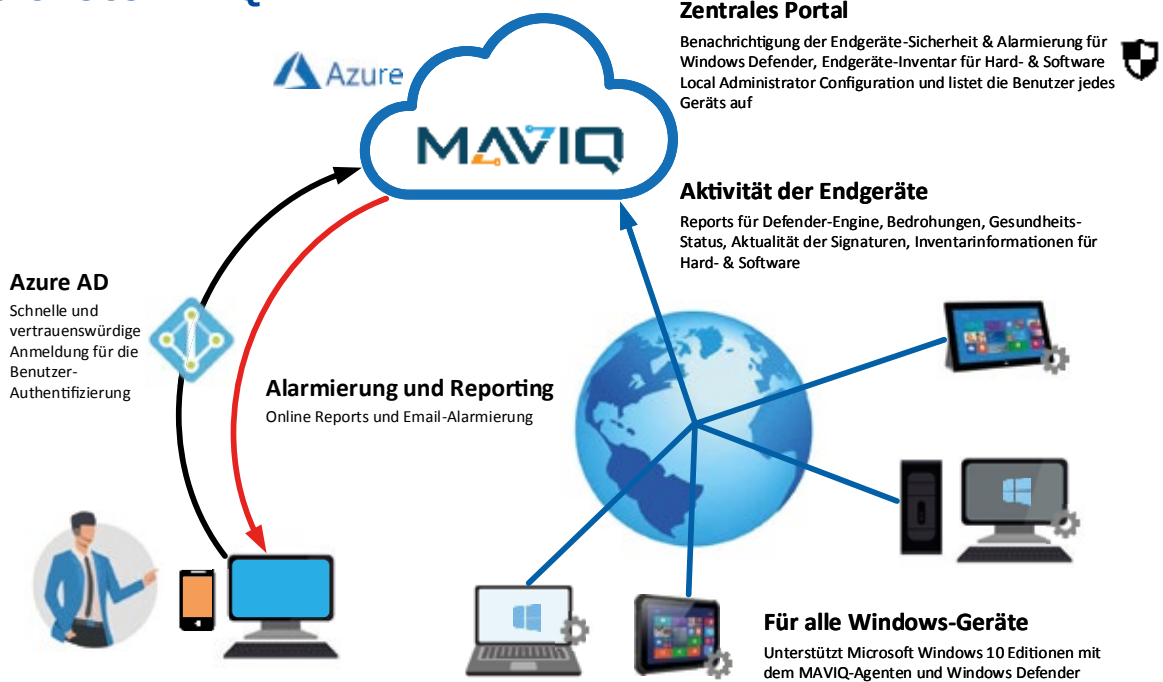 Zentrales Portal
Benachrichtigung der Endgeräte-Sicherheit & Alarmierung für
Windows Defender, Endgeräte-Inventar für Hard- & Software
Local Administrator Configuration und listet die Benutzer jedes
Geräts auf
Azure
MAVIQ
Aktivität der Endgeräte
Reports für Defender-Engine, Bedrohungen, Gesundheits-
Status, Aktualität der Signaturen, Inventarinformationen für
Hard- & Software
Azure AD
Schnelle und
vertrauenswürdige
Anmeldung für die
Benutzer-
Authentifizierung
Alarmierung und Reporting
Online Reports und Email-Alarmierung
Für alle Windows-Geräte
Unterstützt Microsoft Windows 10 Editionen mit
dem MAVIQ-Agenten und Windows Defender